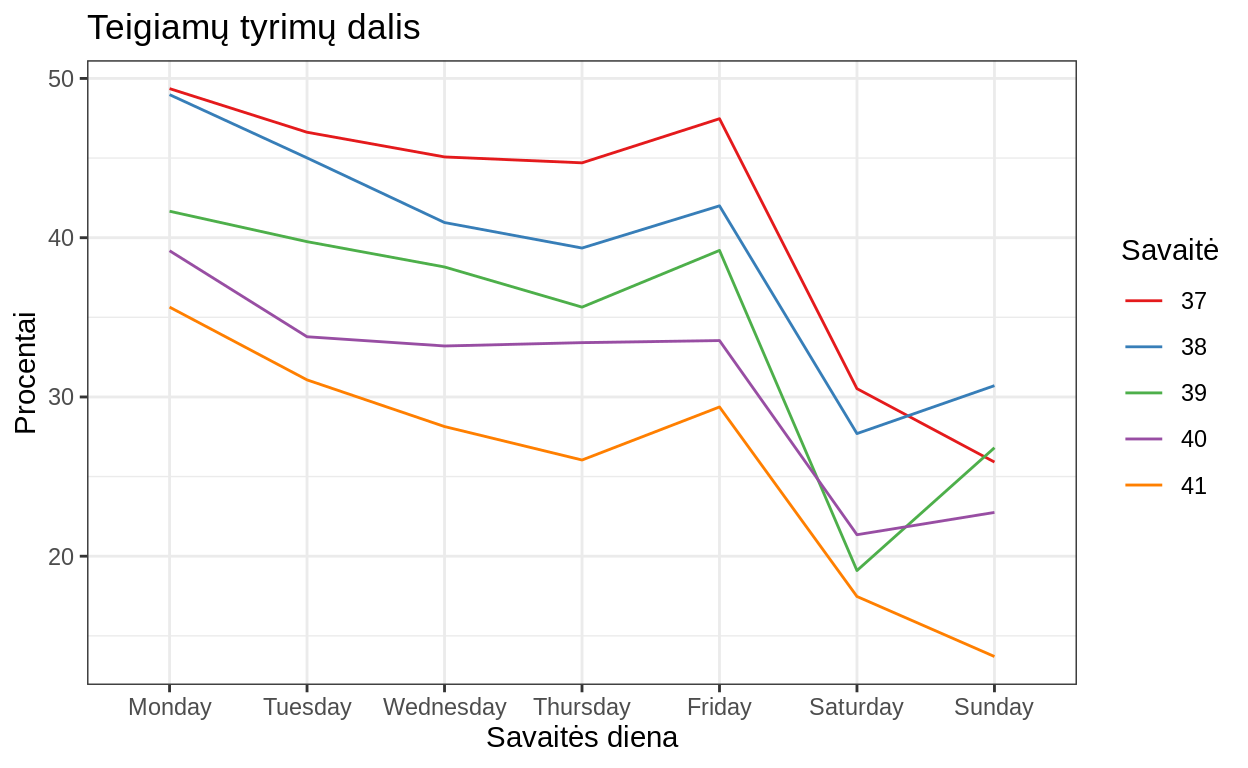 Teigiamų tyrimų dalis
Procentai
50
40
30
20
Monday Tuesday Wednesday Thursday Friday Saturday Sunday
Savaitės diena
Savaitė
37
38
39
40
41